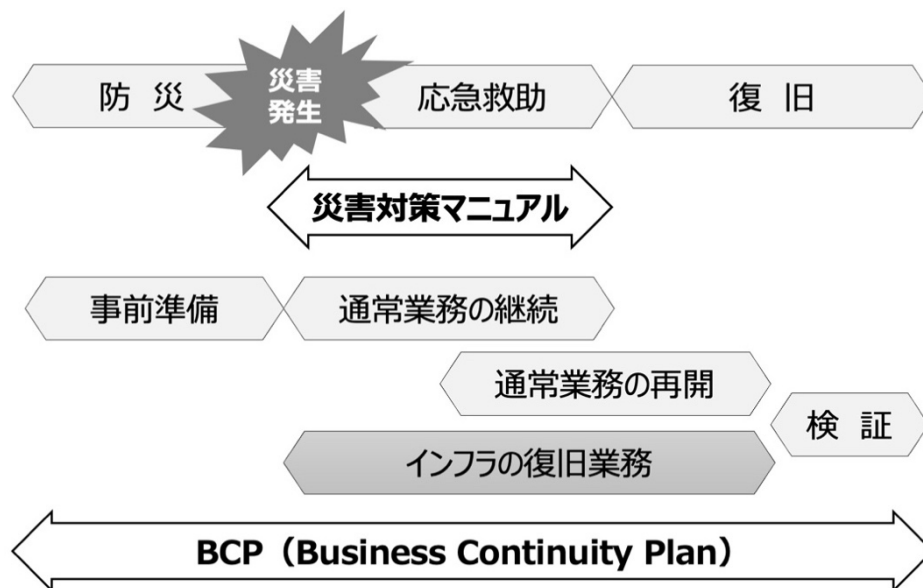 防 災
災害
発生
応急救助
復 旧
災害対策マニュアル
事前準備
通常業務の継続
通常業務の再開
検 証
インフラの復旧業務
BCP（Business Continuity Plan）